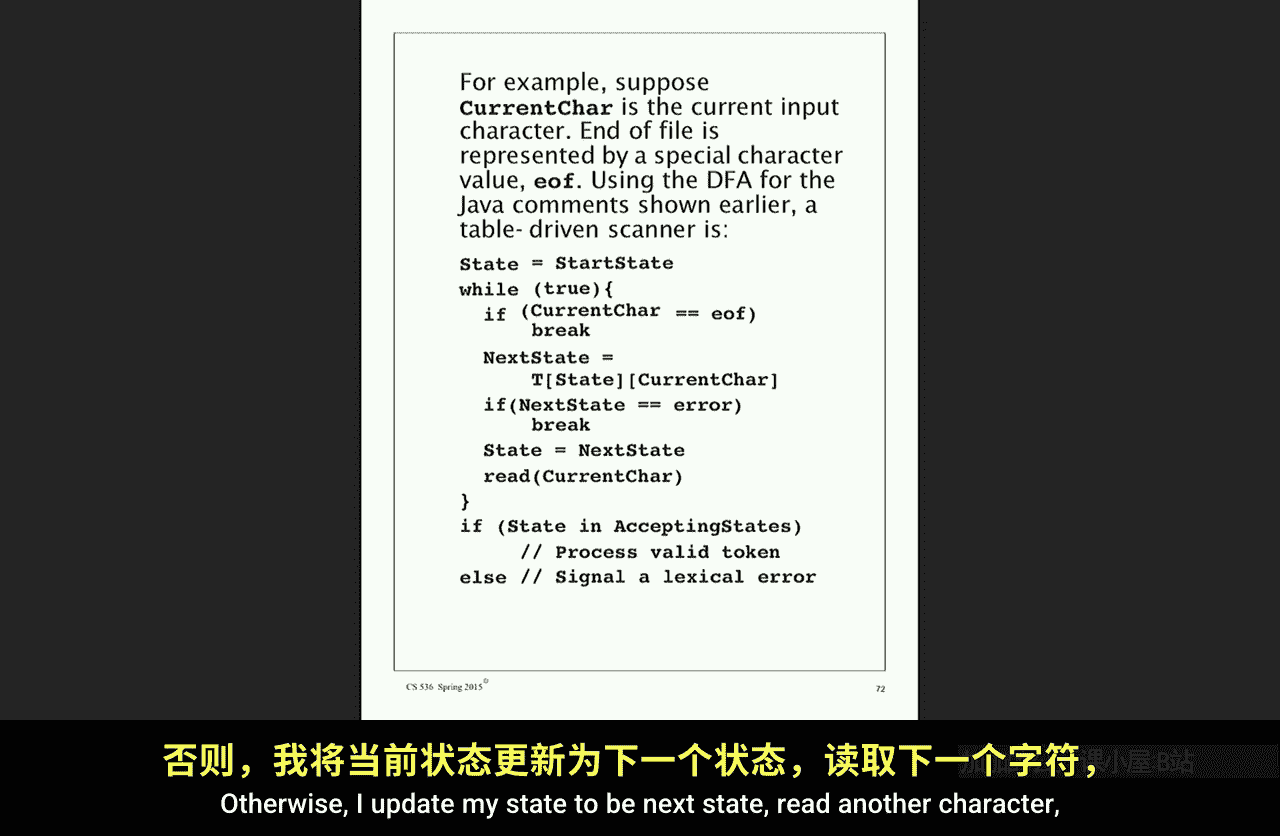 For example, suppose
CurrentChar is the current input
character. End of file is
represented by a special character
value, eof. Using the DFA for the
Java comments shown earlier, a
table- driven scanner is:
State = StartState
while (true){
if (CurrentChar == eof)
break
NextState =
T[State][CurrentChar]
if(NextState == error)
break
State = NextState
read(CurrentChar)
}
if (State in AcceptingStates)
// Process valid token
else // Signal a lexical error
CS 536 Spring 2015©
72
否则，我将当前状态更新为下一个状态，读取下一个字符，
小屋 B站
Otherwise, I update my state to be next state, read another character,